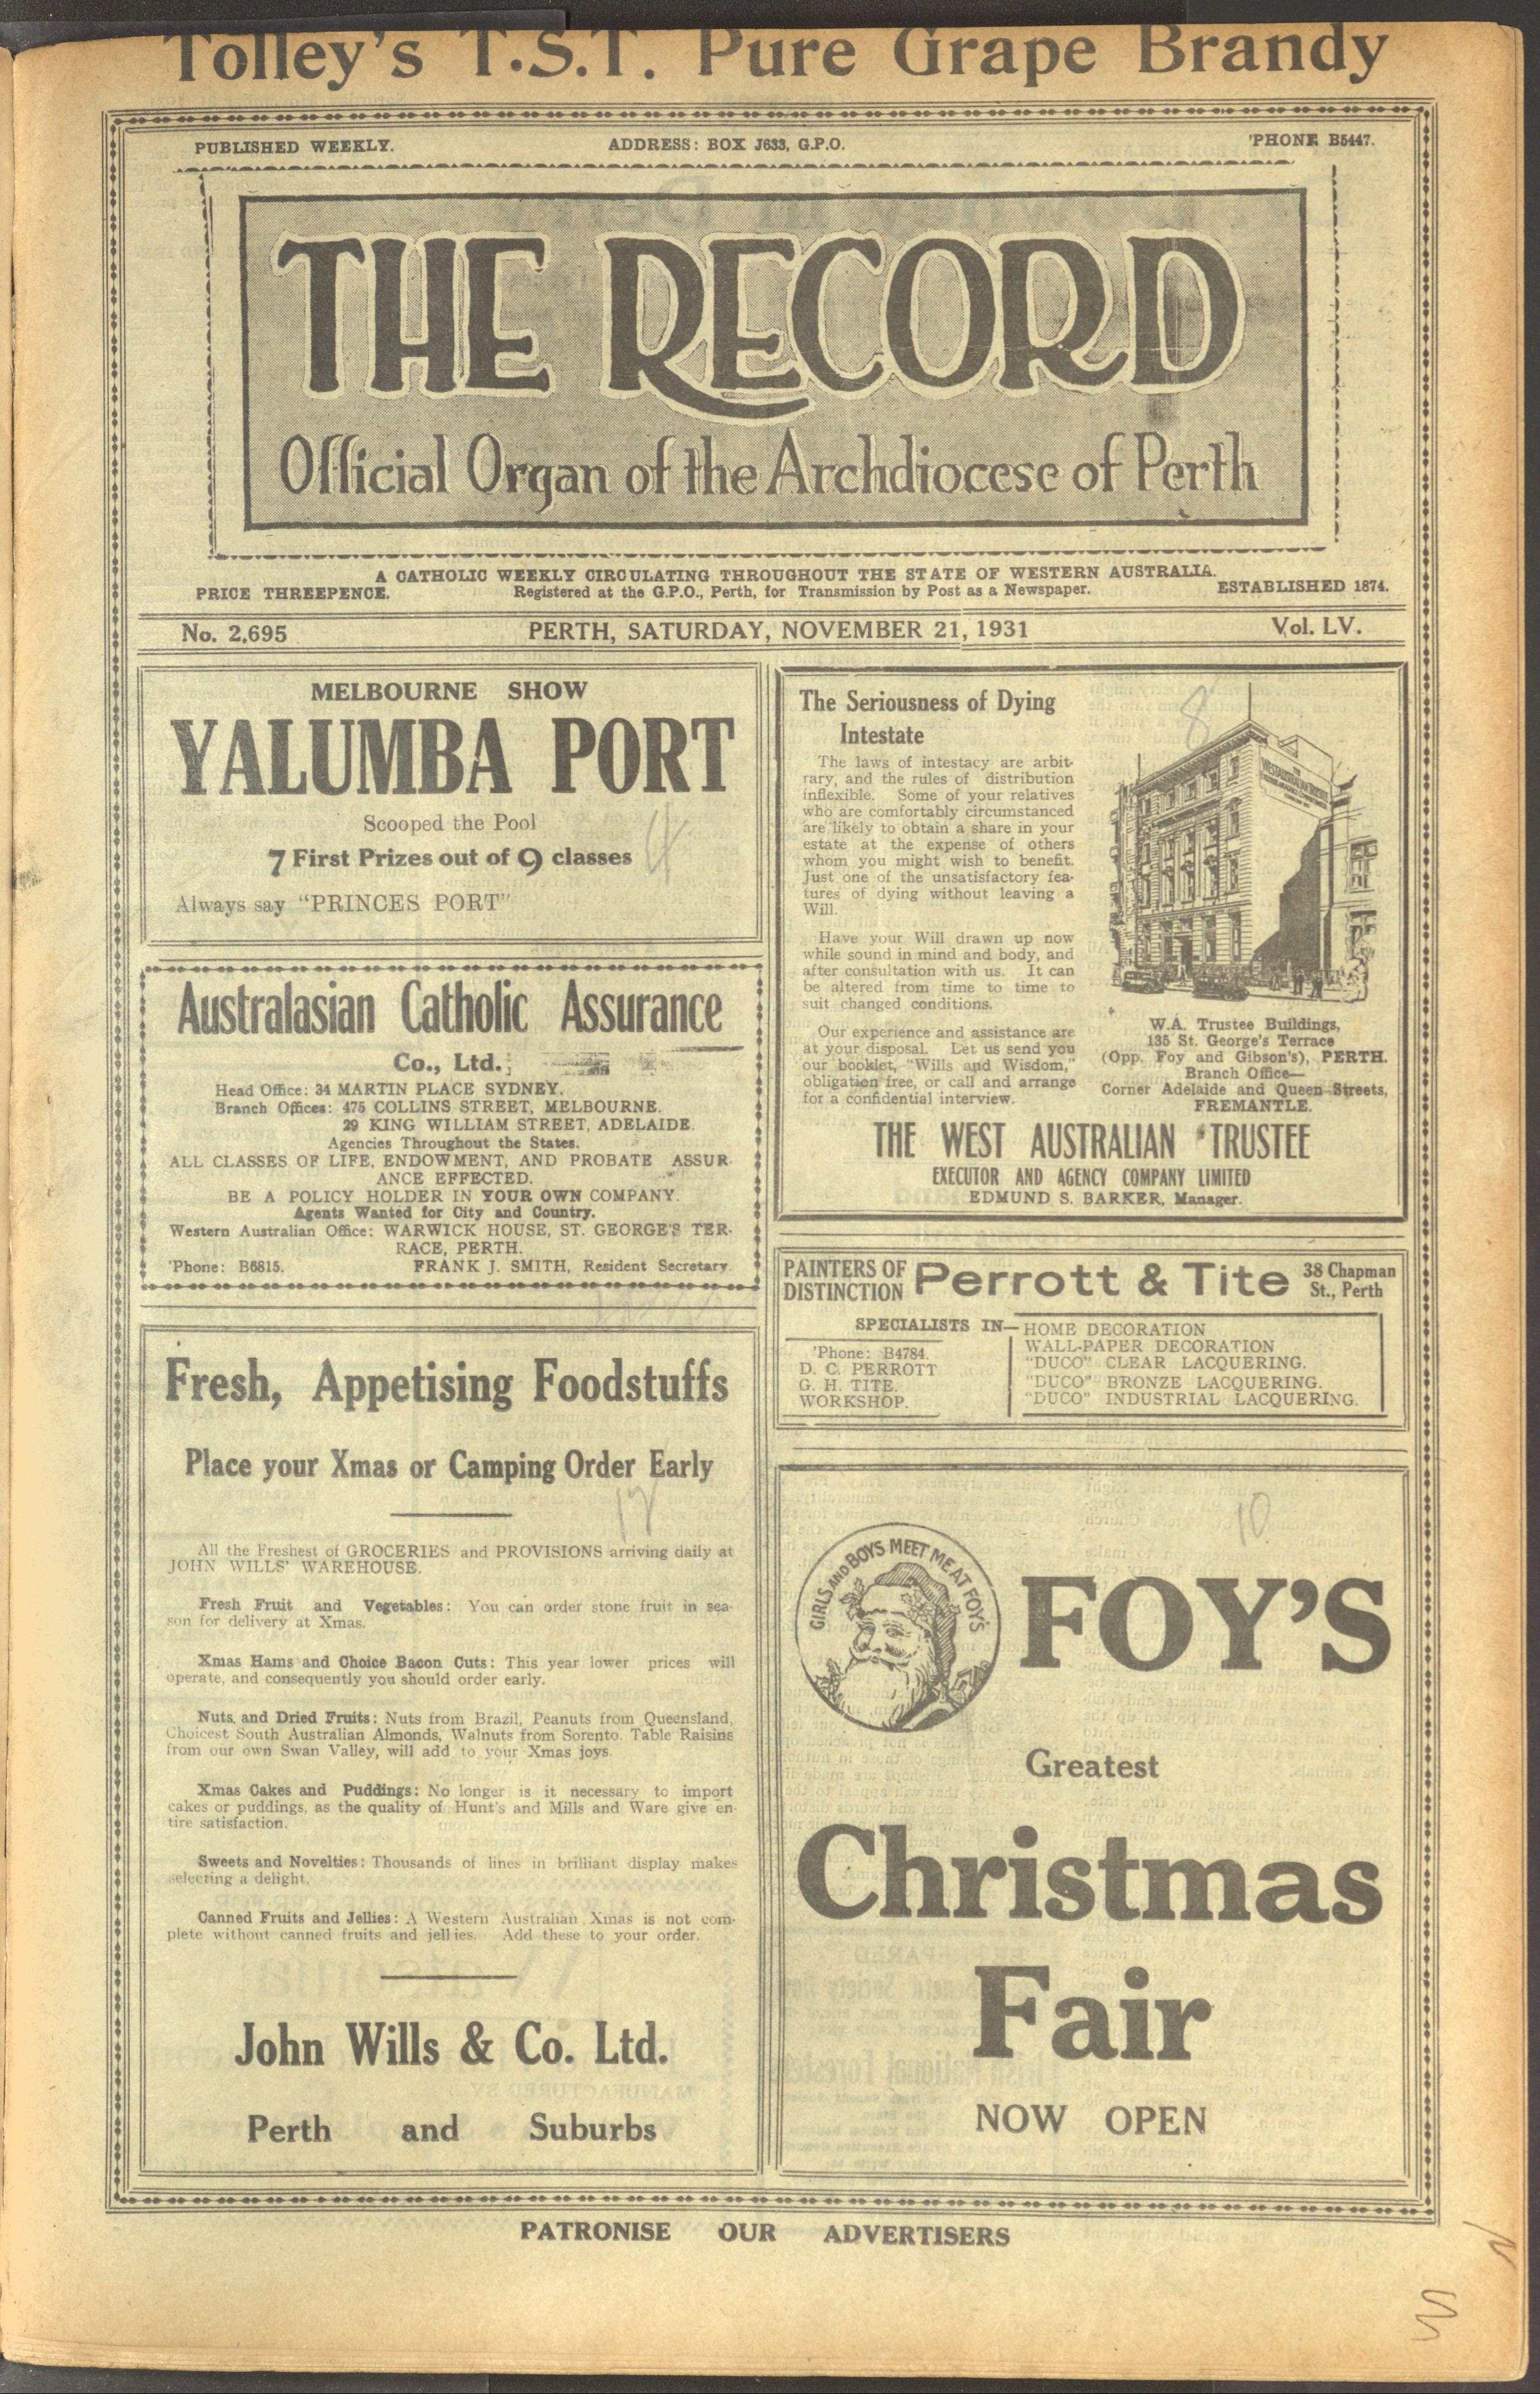 Tolley's T.S.T. Pure Grape Brandy
PUBLISHED WEEKLY. ADDRESS: BOX J633, G.P.O. 'PHONE B5447.
THE RECORD
Official Organ of the Archdiocese of Perth
A CATHOLIC WEEKLY CIRCULATING THROUGHOUT THE STATE OF WESTERN AUSTRALIA.
PRICE THREEPENCE. Registered at the G.P.O., Perth, for Transmission by Post as a Newspaper. ESTABLISHED 1874.
No. 2,695 PERTH, SATURDAY, NOVEMBER 21, 1931 Vol. LV.
MELBOURNE SHOW
YALUMBA PORT
Scooped the Pool
7 First Prizes out of 9 classes
4
Always say "PRINCES PORT"
Australasian Catholic Assurance
Co., Ltd.
Head Office: 34 MARTIN PLACE SYDNEY.
Branch Offices: 475 COLLINS STREET, MELBOURNE.
29 KING WILLIAM STREET, ADELAIDE.
Agencies Throughout the States.
ALL CLASSES OF LIFE, ENDOWMENT, AND PROBATE ASSUR-
ANCE EFFECTED.
BE A POLICY HOLDER IN YOUR OWN COMPANY.
Agents Wanted for City and Country.
Western Australian Office: WARWICK HOUSE, ST. GEORGE'S TER-
RACE, PERTH.
'Phone: B6815. FRANK J. SMITH, Resident Secretary.
Fresh, Appetising Foodstuffs
Place your Xmas or Camping Order Early
All the Freshest of GROCERIES and PROVISIONS arriving daily at
JOHN WILLS' WAREHOUSE.
Fresh Fruit and Vegetables: You can order stone fruit in sea-
son for delivery at Xmas.
Xmas Hams and Choice Bacon Cuts: This year lower prices will
operate, and consequently you should order early.
Nuts and Dried Fruits: Nuts from Brazil, Peanuts from Queensland,
Choicest South Australian Almonds, Walnuts from Sorento. Table Raisins
from our own Swan Valley, will add to your Xmas joys.
Xmas Cakes and Puddings: No longer is it necessary to import
cakes or puddings, as the quality of Hunt's and Mills and Ware give en-
tire satisfaction.
Sweets and Novelties: Thousands of lines in brilliant display makes
selecting a delight.
Canned Fruits and Jellies: A Western Australian Xmas is not com-
plete without canned fruits and jellies. Add these to your order.
John Wills & Co. Ltd.
Perth and Suburbs
The Seriousness of Dying
Intestate
8
The laws of intestacy are arbit-
rary, and the rules of distribution
inflexible. Some of your relatives
who are comfortably circumstanced
are likely to obtain a share in your
estate at the expense of others
whom you might wish to benefit.
Just one of the unsatisfactory fea-
tures of dying without leaving a
Will.
Have your Will drawn up now
while sound in mind and body, and
after consultation with us. It can
be altered from time to time to
suit changed conditions.
Our experience and assistance are
at your disposal. Let us send you
our booklet, "Wills and Wisdom,"
obligation free, or call and arrange
for a confidential interview.
W.A. Trustee Buildings,
135 St. George's Terrace
(Opp. Foy and Gibson's), PERTH.
Branch Office—
Corner Adelaide and Queen Streets,
FREMANTLE.
THE WEST AUSTRALIAN TRUSTEE
EXECUTOR AND AGENCY COMPANY LIMITED
EDMUND S. BARKER, Manager.
PAINTERS OF
DISTINCTION
Perrott & Tite
38 Chapman
St., Perth
SPECIALISTS IN—
'Phone: B4784.
D. C. PERROTT
G. H. TITE.
WORKSHOP.
HOME DECORATION
WALL-PAPER DECORATION
"DUCO" CLEAR LACQUERING.
"DUCO" BRONZE LACQUERING.
"DUCO" INDUSTRIAL LACQUERING.
10
GIRLS AND BOYS MEET ME AT FOY'S
FOY'S
Greatest
Christmas
Fair
NOW OPEN
PATRONISE OUR ADVERTISERS